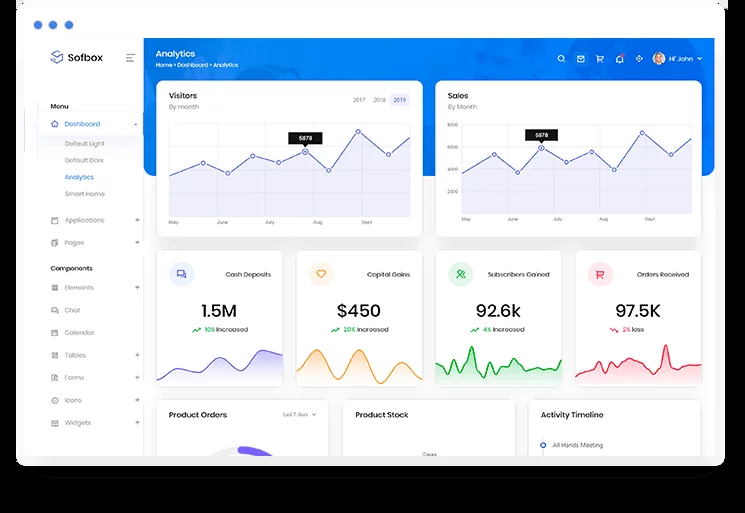 Sofbox
Menu
Dashboard
Default Light
Default Dark
Analytics
Smart Home
Applications
Pages
Components
Elements
Chat
Calendar
Tables
Forms
Icons
Widgets
Analytics
Home > Dashboard > Analytics
Hi' John
Visitors
By month
2017 2018 2019
5878
May June July Aug Sept
Sales
By Month
8000
6000
4000
2000
5878
May June July Aug Sept
Cash Deposits
1.5M
10% Increased
Capital Gains
$450
20% Increased
Subscribers Gained
92.6k
4% Increased
Orders Received
97.5K
2% loss
Product Orders
Last 7 days
Product Stock
Cases
Activity Timeline
All Hands Meeting